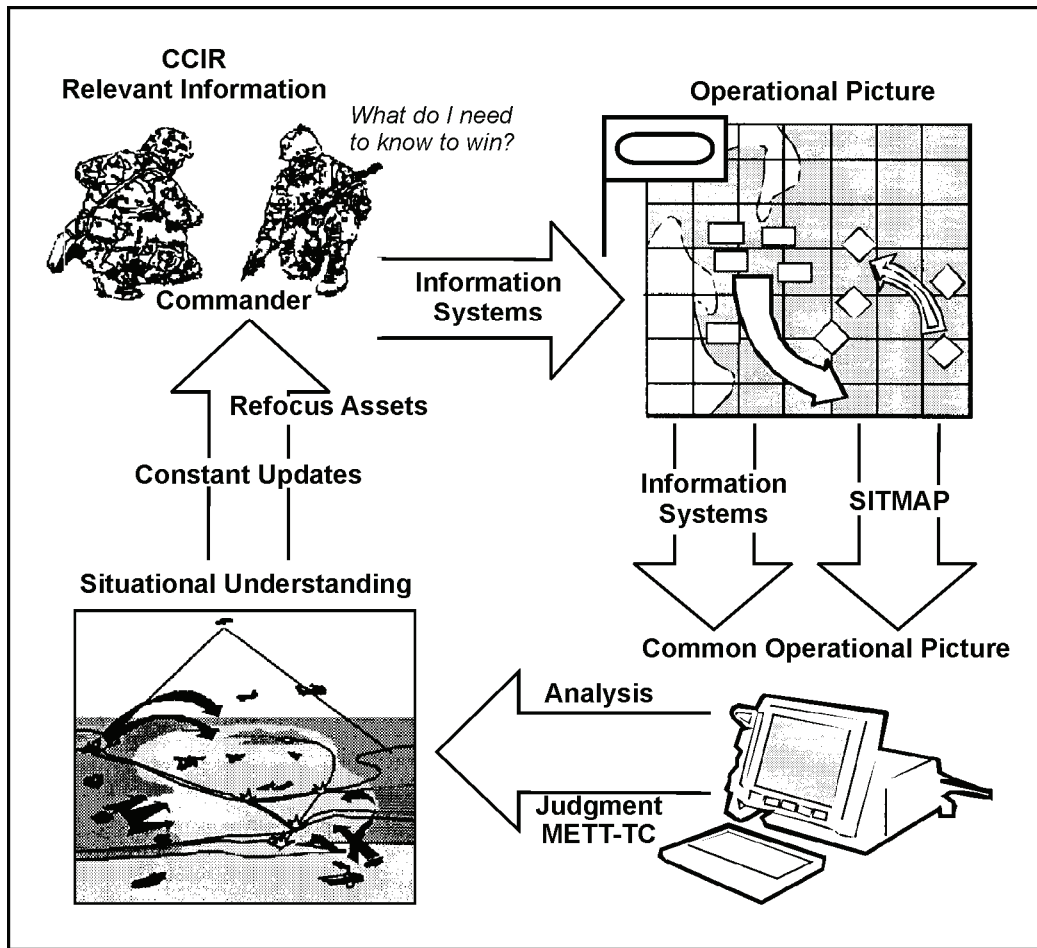 CCIR
Relevant Information
What do I need
to know to win?
Commander
Information
Systems
Operational Picture
Information
Systems
SITMAP
Common Operational Picture
Analysis
Judgment
METT-TC
Situational Understanding
Constant Updates
Refocus Assets